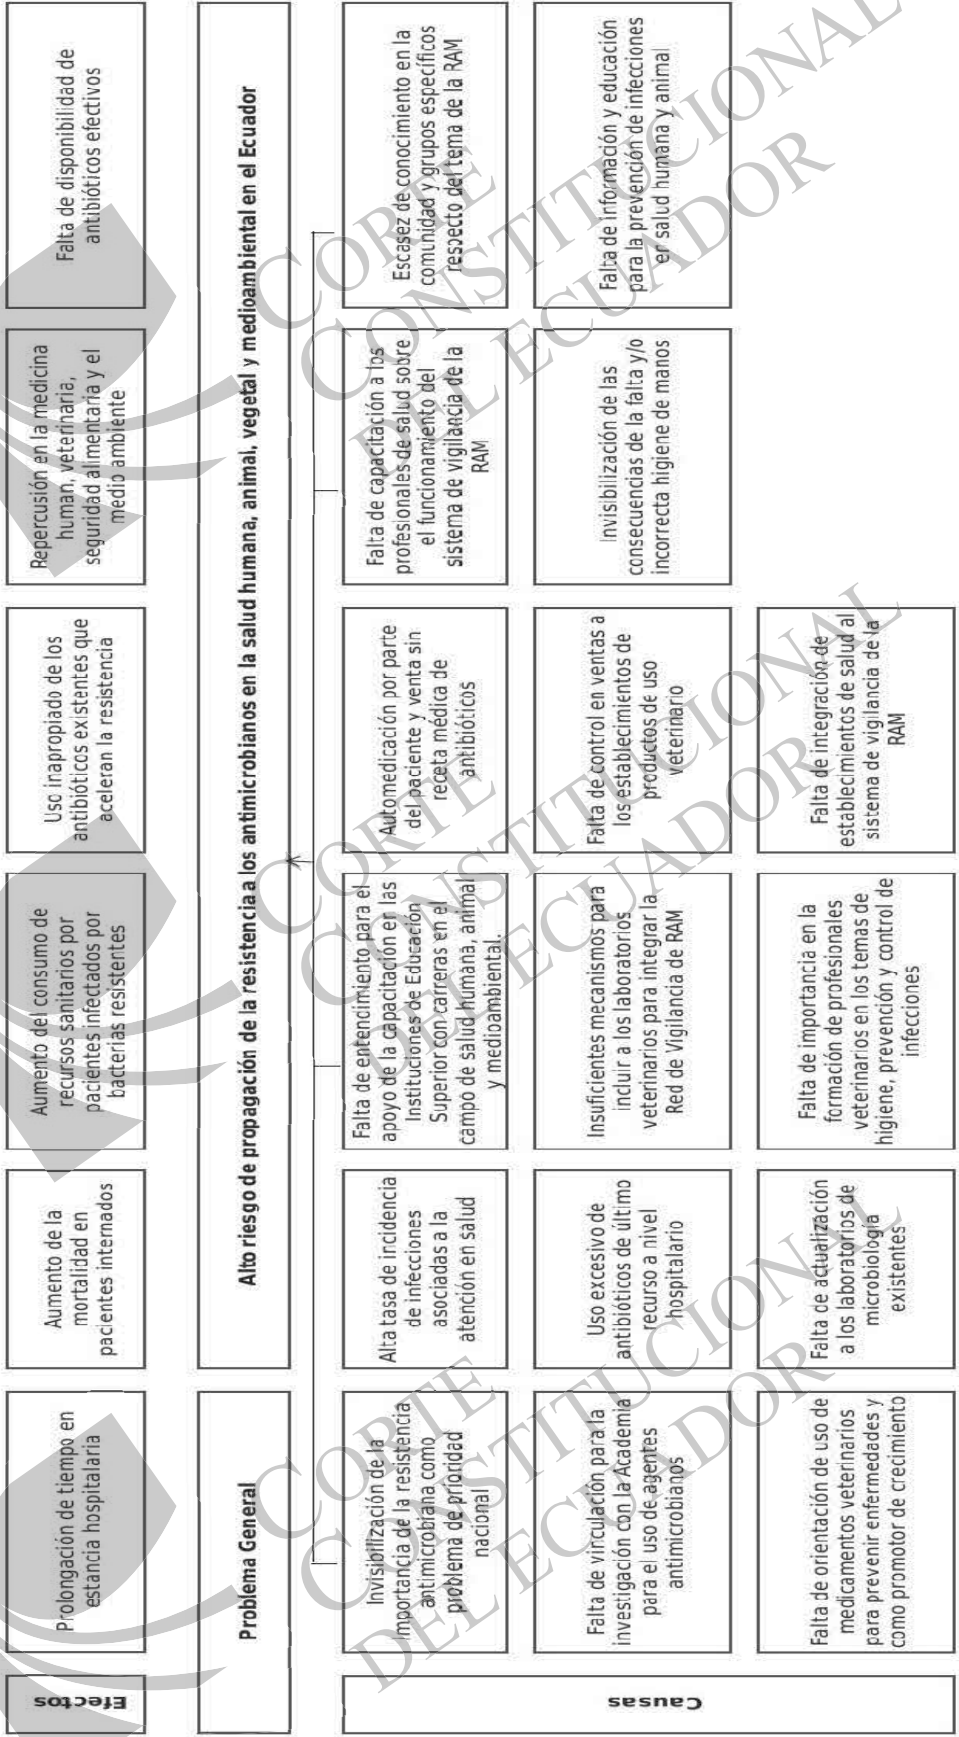 Efectos
Prolongación de tiempo en
estancia hospitalaria
Aumento de la
mortalidad en
pacientes internados
Aumento del consumo de
recursos sanitarios por
pacientes infectados por
bacterias resistentes
Uso inapropiado de los
antibióticos existentes que
aceleran la resistencia
Repercusión en la medicina
human, veterinaria,
seguridad alimentaria y el
medio ambiente
Falta de disponibilidad de
antibióticos efectivos
Problema General
Alto riesgo de propagación de la resistencia a los antimicrobianos en la salud humana, animal, vegetal y medioambiental en el Ecuador
Causas
Invisibilización de la
Importancia de la resistencia
antimicrobiana como
problema de prioridad
nacional
Alta tasa de incidencia
de infecciones
asociadas a la
atención en salud
Falta de entendimiento para el
apoyo de la capacitación en las
Instituciones de Educación
Superior con carreras en el
campo de salud humana, animal
y medioambiental.
Automedicación por parte
del paciente y venta sin
receta médica de
antibióticos
Falta de capacitación a los
profesionales de salud sobre
el funcionamiento del
sistema de vigilancia de la
RAM
Escasez de conocimiento en la
comunidad y grupos específicos
respecto del tema de la RAM
Falta de vinculación para la
investigación con la Academia
para el uso de agentes
antimicrobianos
Uso excesivo de
antibióticos de último
recurso a nivel
hospitalario
Insuficientes mecanismos para
incluir a los laboratorios
veterinarios para integrar la
Red de Vigilancia de RAM
Falta de control en ventas a
los establecimientos de
productos de uso
veterinario
Invisibilización de las
consecuencias de la falta y/o
incorrecta higiene de manos
Falta de información y educación
para la prevención de infecciones
en salud humana y animal
Falta de orientación de uso de
medicamentos veterinarios
para prevenir enfermedades y
como promotor de crecimiento
Falta de actualización
a los laboratorios de
microbiología
existentes
Falta de importancia en la
formación de profesionales
veterinarios en los temas de
higiene, prevención y control de
infecciones
Falta de integración de
establecimientos de salud al
sistema de vigilancia de la
RAM
CORTE
CONSTITUCIONAL
DEL ECUADOR
CORTE
CONSTITUCIONAL
DEL ECUADOR
CORTE
CONSTITUCIONAL
DEL ECUADOR